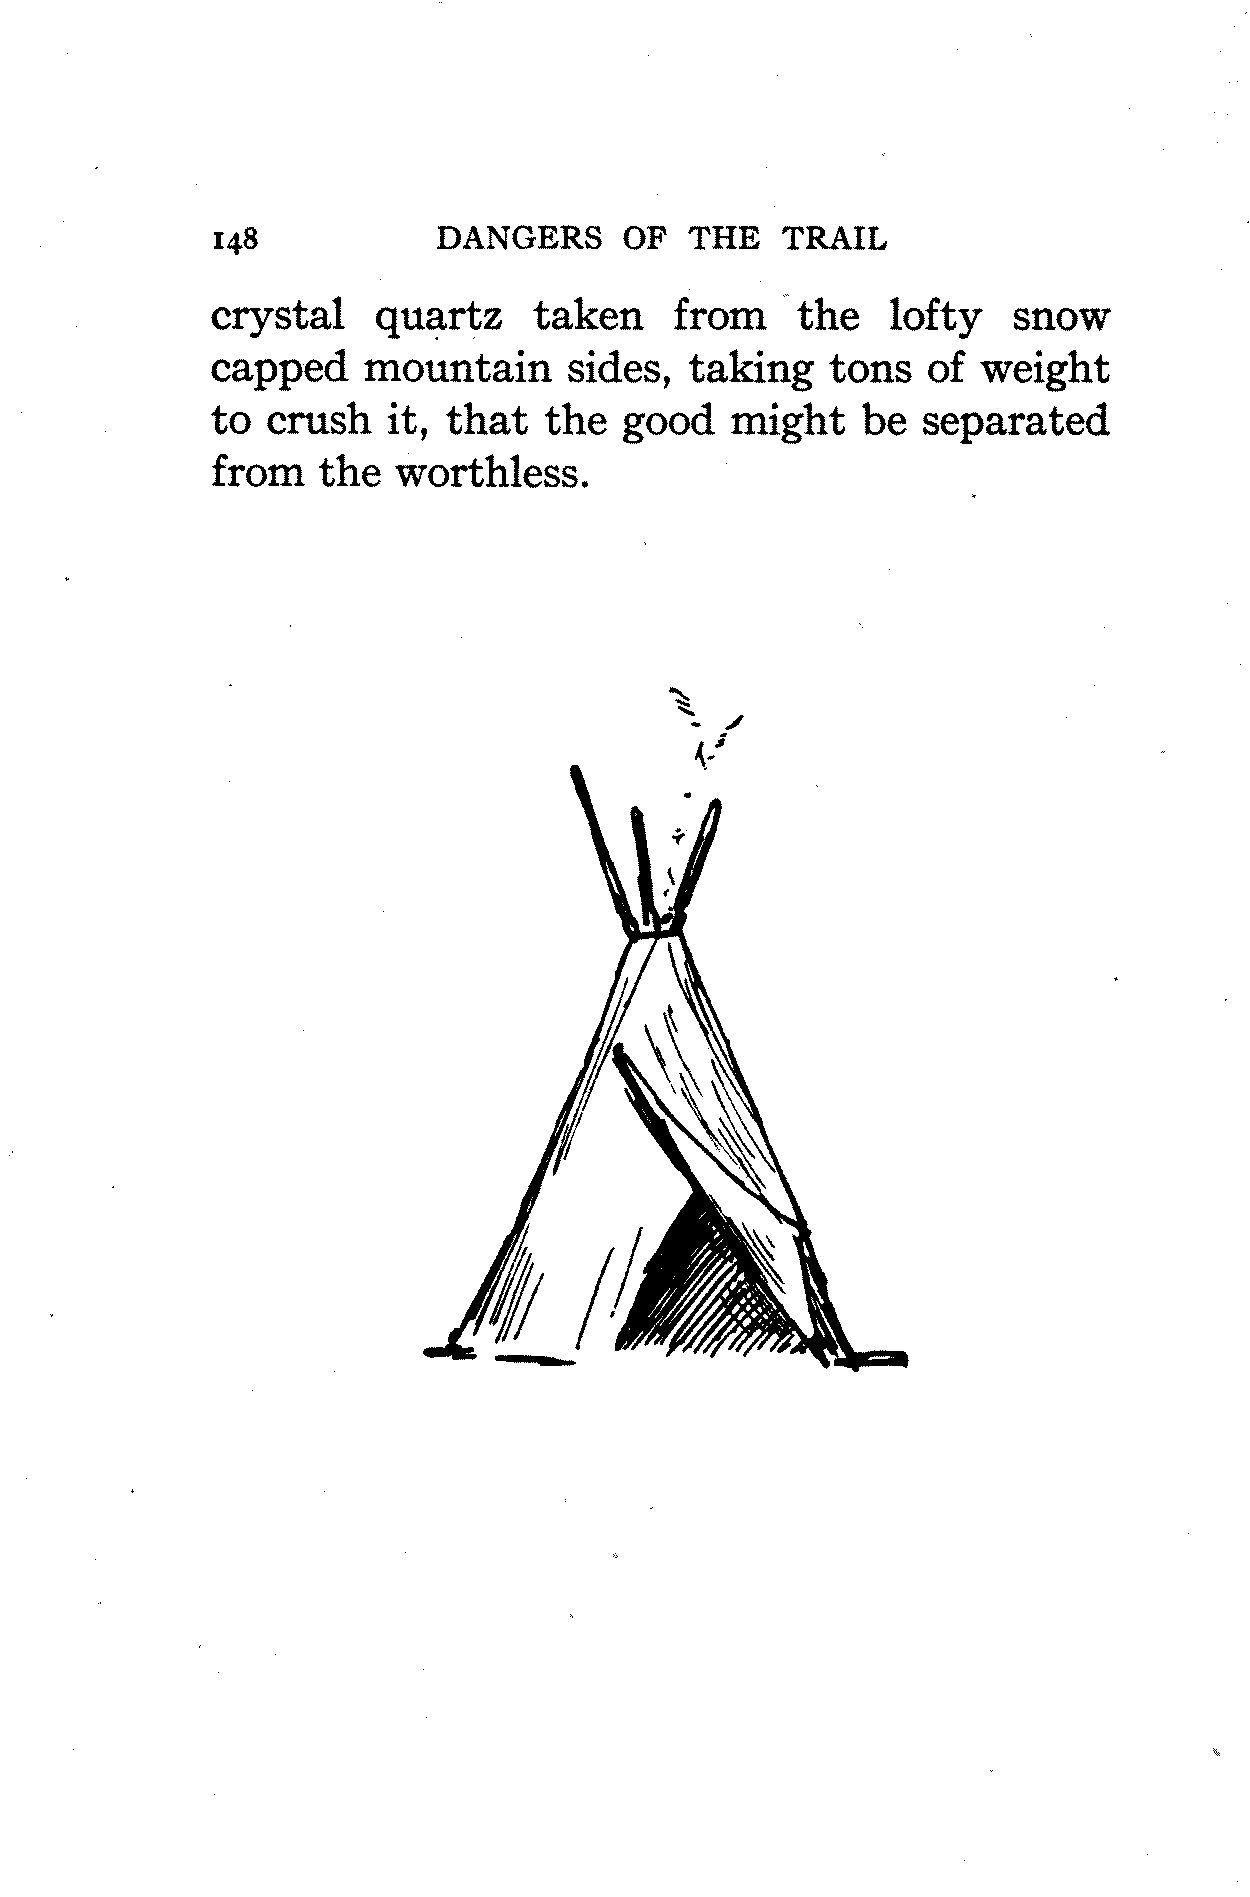 148 DANGERS OF THE TRAIL
crystal quartz taken from the lofty snow
capped mountain sides, taking tons of weight
to crush it, that the good might be separated
from the worthless.